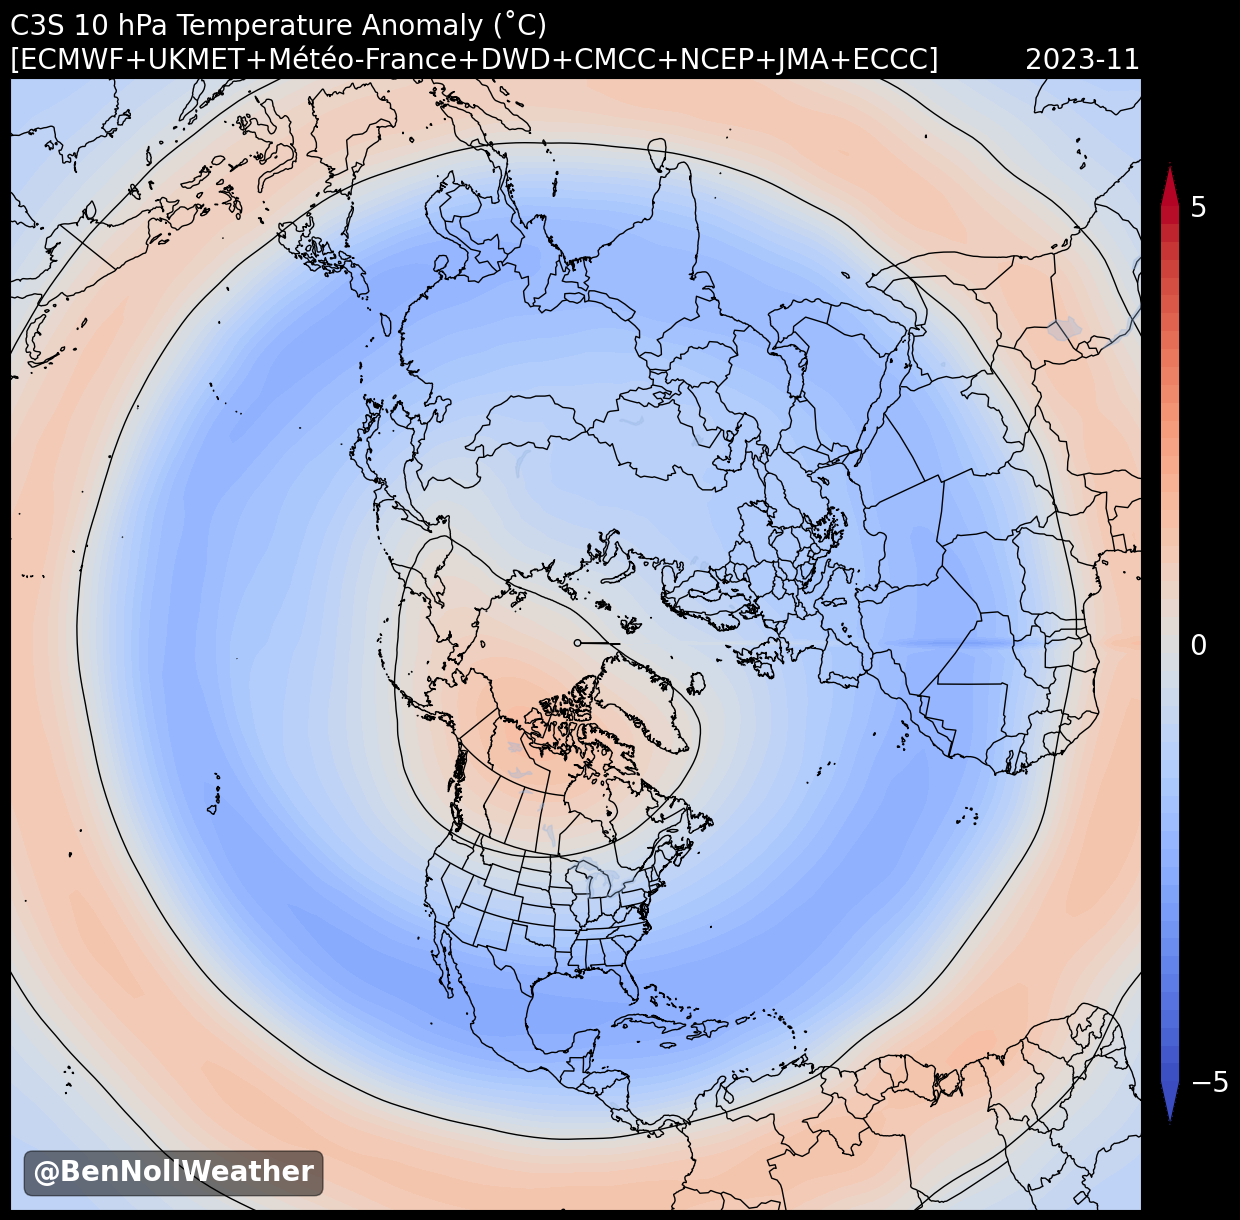 C3S 10 hPa Temperature Anomaly (˚C)
[ECMWF+UKMET+Météo-France+DWD+CMCC+NCEP+JMA+ECCC] 2023-11
5
0
−5
@BenNollWeather